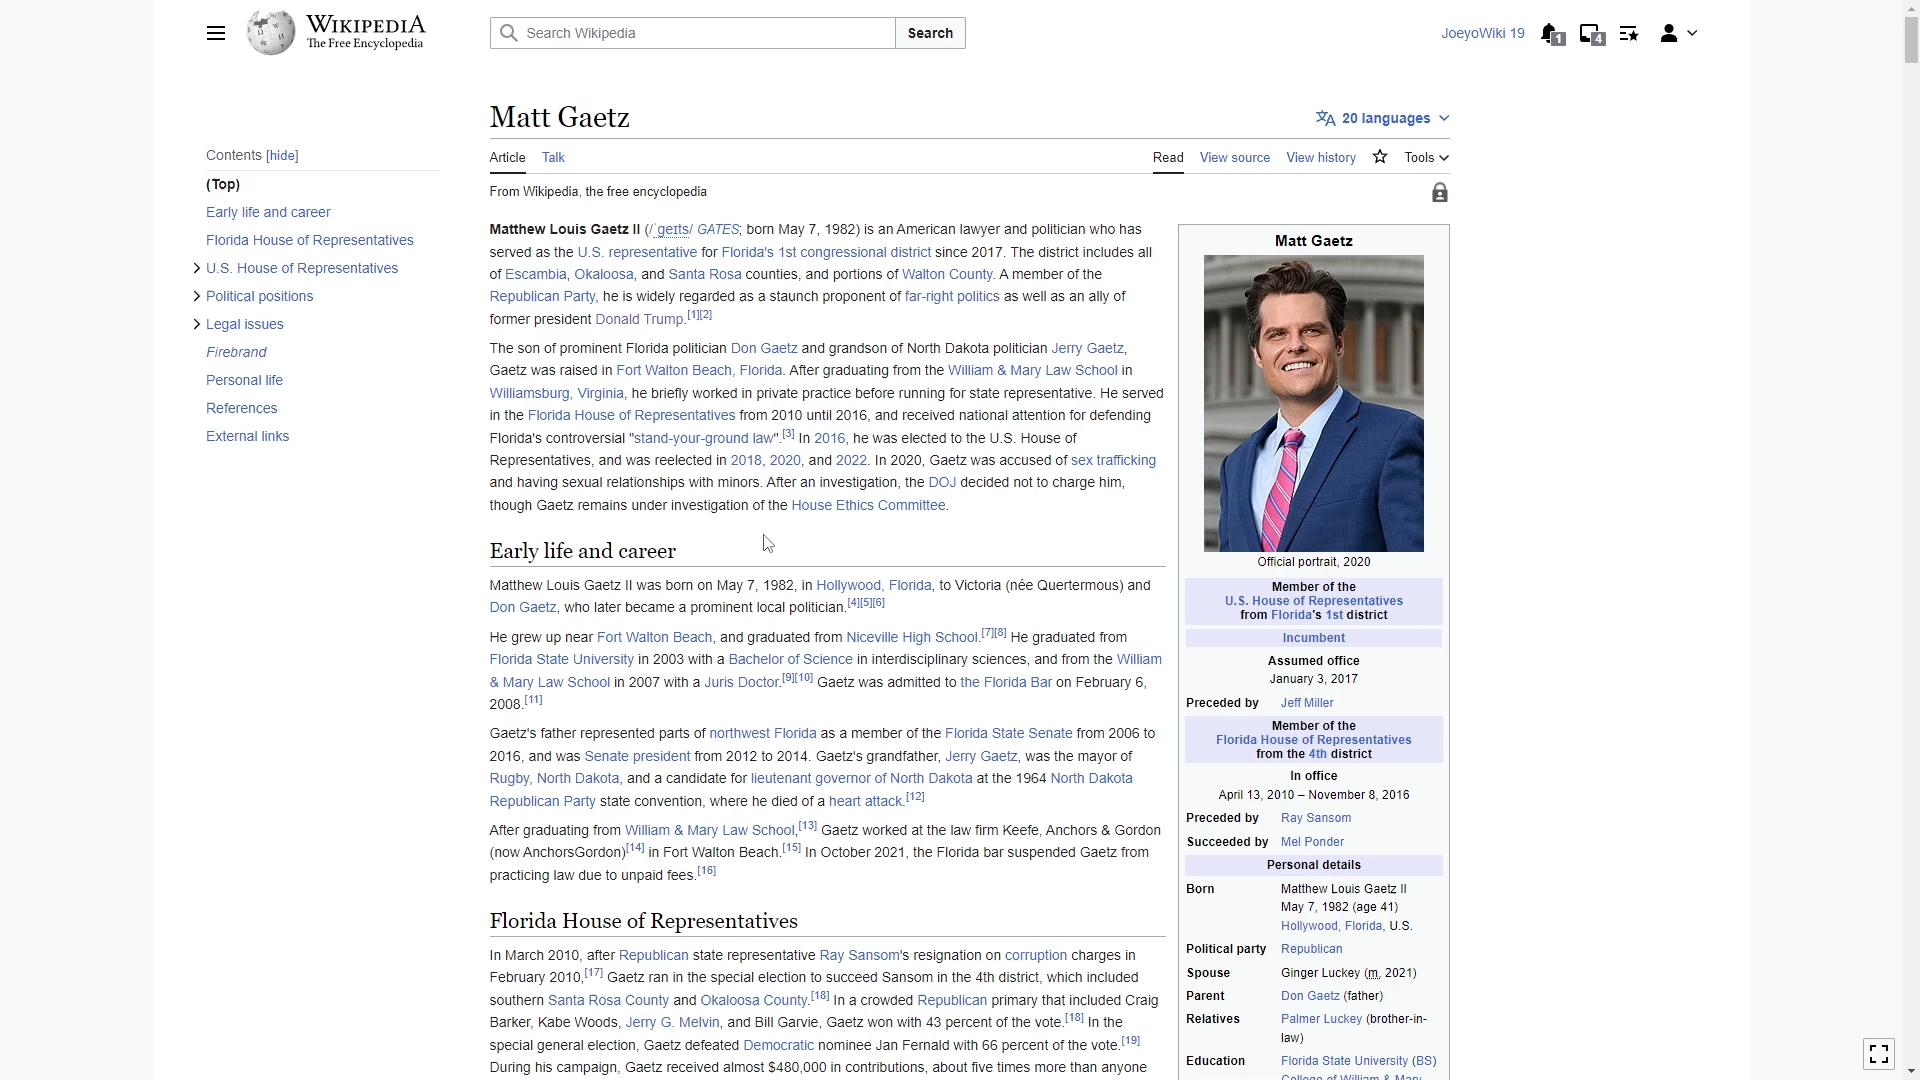 WIKIPEDIA
The Free Encyclopedia
Search Wikipedia
Search
JoeyoWiki 19
1
4
Matt Gaetz
20 languages
Contents [hide]
(Top)
Early life and career
Florida House of Representatives
U.S. House of Representatives
Political positions
Legal issues
Firebrand
Personal life
References
External links
Article Talk
Read View source View history Tools
From Wikipedia, the free encyclopedia
Matthew Louis Gaetz II (/ˈɡeɪts/ GATES; born May 7, 1982) is an American lawyer and politician who has
served as the U.S. representative for Florida's 1st congressional district since 2017. The district includes all
of Escambia, Okaloosa, and Santa Rosa counties, and portions of Walton County. A member of the
Republican Party, he is widely regarded as a staunch proponent of far-right politics as well as an ally of
former president Donald Trump.[1][2]
The son of prominent Florida politician Don Gaetz and grandson of North Dakota politician Jerry Gaetz,
Gaetz was raised in Fort Walton Beach, Florida. After graduating from the William & Mary Law School in
Williamsburg, Virginia, he briefly worked in private practice before running for state representative. He served
in the Florida House of Representatives from 2010 until 2016, and received national attention for defending
Florida's controversial "stand-your-ground law".[3] In 2016, he was elected to the U.S. House of
Representatives, and was reelected in 2018, 2020, and 2022. In 2020, Gaetz was accused of sex trafficking
and having sexual relationships with minors. After an investigation, the DOJ decided not to charge him,
though Gaetz remains under investigation of the House Ethics Committee.
Early life and career
Matthew Louis Gaetz II was born on May 7, 1982, in Hollywood, Florida, to Victoria (née Quertermous) and
Don Gaetz, who later became a prominent local politician.[4][5][6]
He grew up near Fort Walton Beach, and graduated from Niceville High School.[7][8] He graduated from
Florida State University in 2003 with a Bachelor of Science in interdisciplinary sciences, and from the William
& Mary Law School in 2007 with a Juris Doctor.[9][10] Gaetz was admitted to the Florida Bar on February 6,
2008.[11]
Gaetz's father represented parts of northwest Florida as a member of the Florida State Senate from 2006 to
2016, and was Senate president from 2012 to 2014. Gaetz's grandfather, Jerry Gaetz, was the mayor of
Rugby, North Dakota, and a candidate for lieutenant governor of North Dakota at the 1964 North Dakota
Republican Party state convention, where he died of a heart attack.[12]
After graduating from William & Mary Law School,[13] Gaetz worked at the law firm Keefe, Anchors & Gordon
(now AnchorsGordon)[14] in Fort Walton Beach.[15] In October 2021, the Florida bar suspended Gaetz from
practicing law due to unpaid fees.[16]
Florida House of Representatives
In March 2010, after Republican state representative Ray Sansom's resignation on corruption charges in
February 2010,[17] Gaetz ran in the special election to succeed Sansom in the 4th district, which included
southern Santa Rosa County and Okaloosa County.[18] In a crowded Republican primary that included Craig
Barker, Kabe Woods, Jerry G. Melvin, and Bill Garvie, Gaetz won with 43 percent of the vote.[18] In the
special general election, Gaetz defeated Democratic nominee Jan Fernald with 66 percent of the vote.[19]
During his campaign, Gaetz received almost $480,000 in contributions, about five times more than anyone
Matt Gaetz
Official portrait, 2020
Member of the
U.S. House of Representatives
from Florida's 1st district
Incumbent
Assumed office
January 3, 2017
Preceded by Jeff Miller
Member of the
Florida House of Representatives
from the 4th district
In office
April 13, 2010 – November 8, 2016
Preceded by Ray Sansom
Succeeded by Mel Ponder
Personal details
Born Matthew Louis Gaetz II
May 7, 1982 (age 41)
Hollywood, Florida, U.S.
Political party Republican
Spouse Ginger Luckey (m. 2021)
Parent Don Gaetz (father)
Relatives Palmer Luckey (brother-in-
law)
Education Florida State University (BS)
College of William & Mary